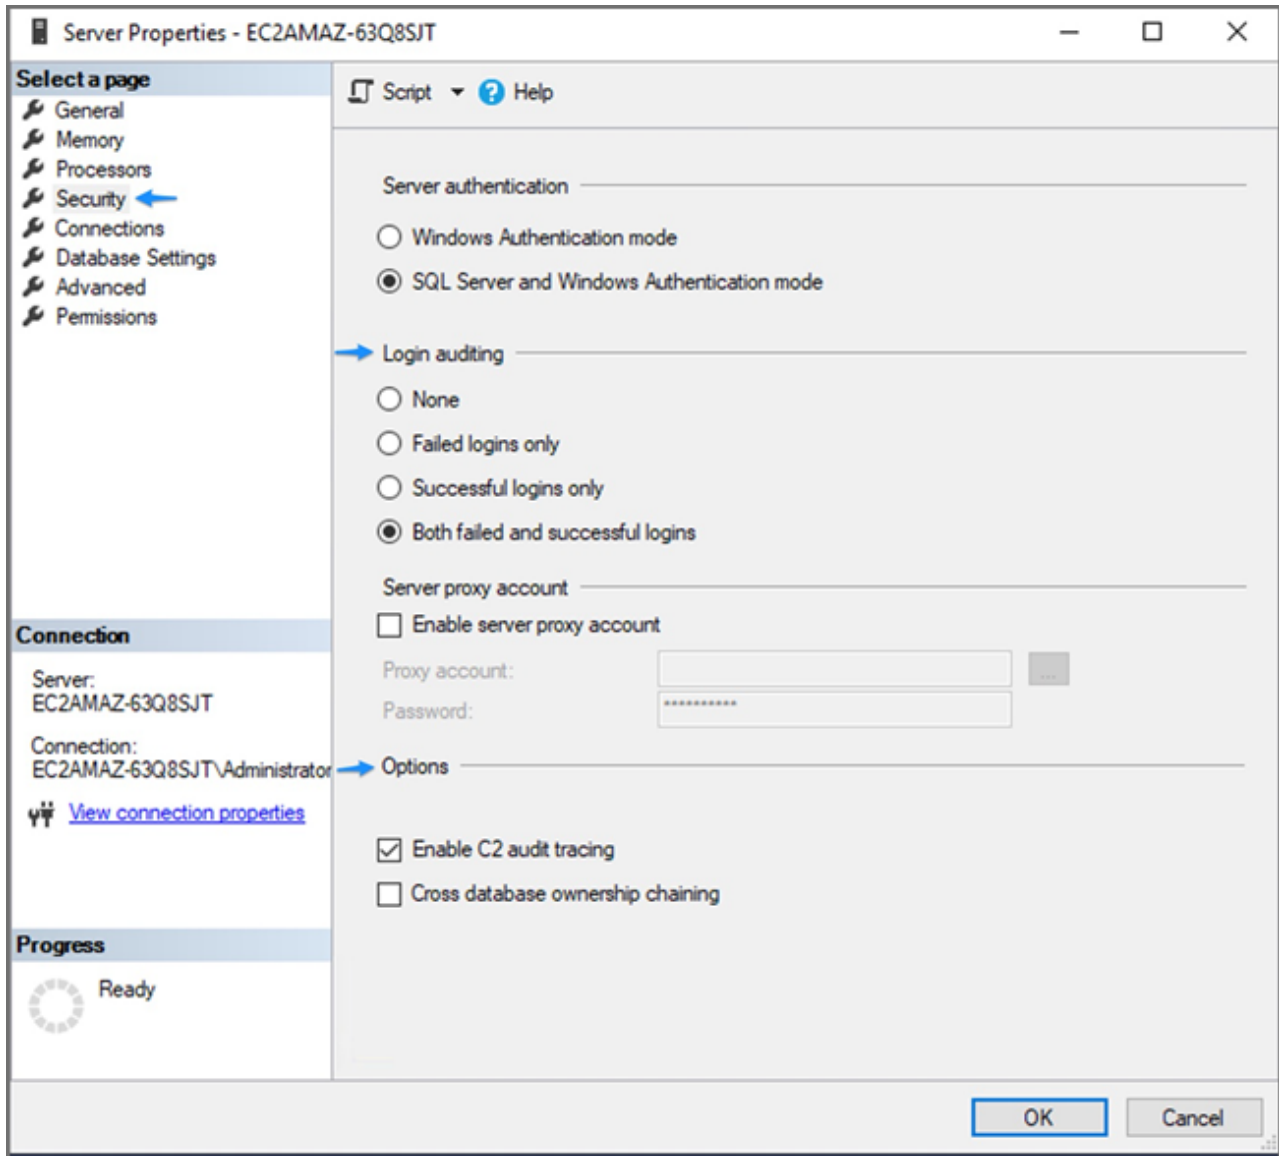 Server Properties - EC2AMAZ-63Q8SJT
Select a page
General
Memory
Processors
Security
Connections
Database Settings
Advanced
Permissions
Script
Help
Server authentication
Windows Authentication mode
SQL Server and Windows Authentication mode
Login auditing
None
Failed logins only
Successful logins only
Both failed and successful logins
Server proxy account
Enable server proxy account
Proxy account:
...
Password:
**********
Options
Enable C2 audit tracing
Cross database ownership chaining
Connection
Server:
EC2AMAZ-63Q8SJT
Connection:
EC2AMAZ-63Q8SJT\Administrator
View connection properties
Progress
Ready
OK
Cancel